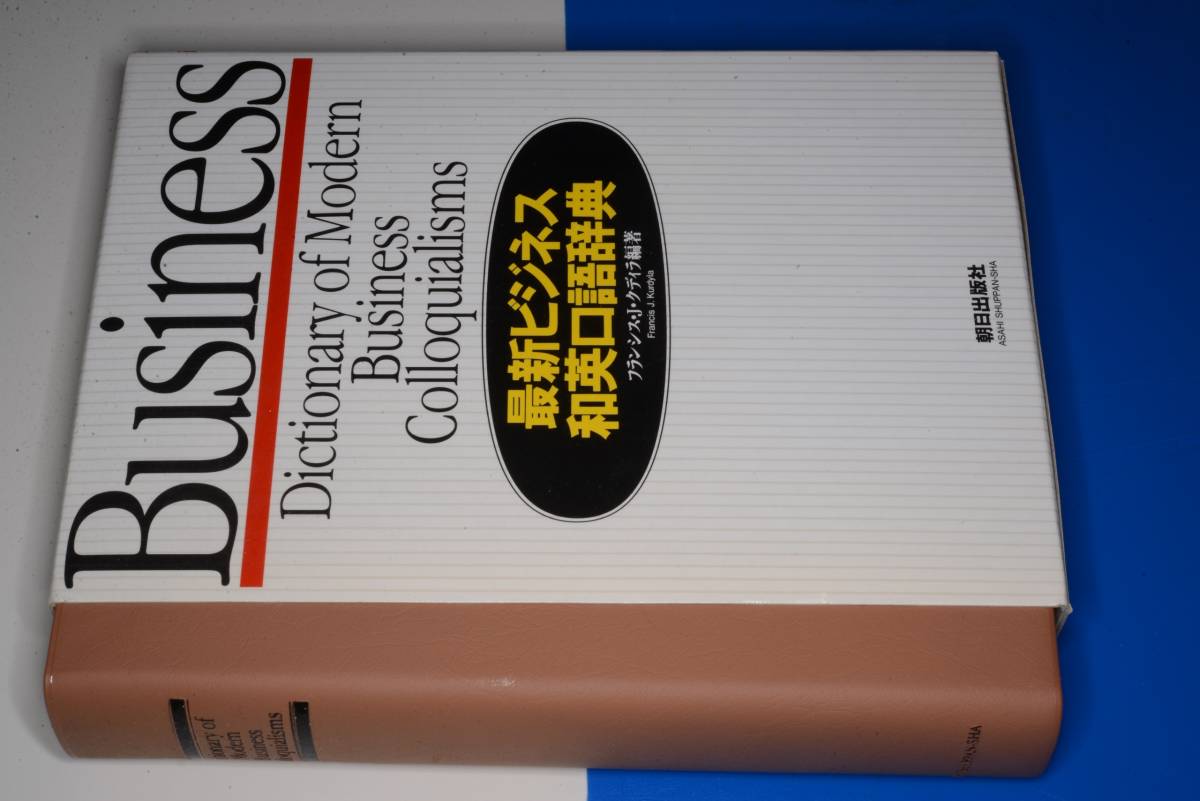 Business
Dictionary of Modern
Business
Colloquialisms
最新ビジネス
和英口語辞典
フランシス・J・クディラ編著
Francis J. Kurdyla
朝日出版社
ASAHI SHUPPAN-SHA
of